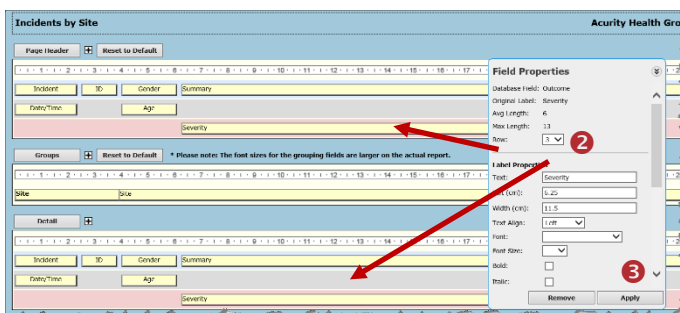 Incidents by Site
Acurity Health Gro
Page Header
Reset to Default
Incident ID Gender Summary
Date/Time Age
Severity
Groups
Reset to Default * Please note: The font sizes for the grouping fields are larger on the actual report.
Site Site
Detail
Incident ID Gender Summary
Date/Time Age
Severity
Field Properties
Database Field: Outcome
Original Label: Severity
Avg Length: 6
Max Length: 13
Row: 3
2
Label Propert
Text: Severity
(cm): 6.25
Width (cm): 11.5
Text Align: Left
Font:
Font Size:
Bold:
Italic:
3
Remove Apply